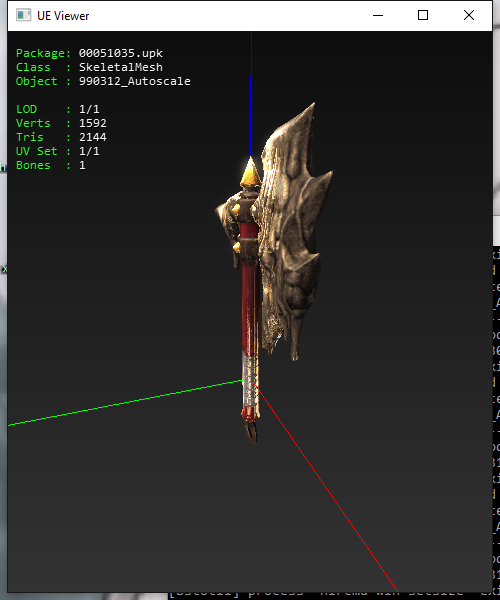 UE Viewer
Package: 00051035.upk
Class : SkeletalMesh
Object : 990312_Autoscale
LOD : 1/1
Verts : 1592
Tris : 2144
UV Set : 1/1
Bones : 1